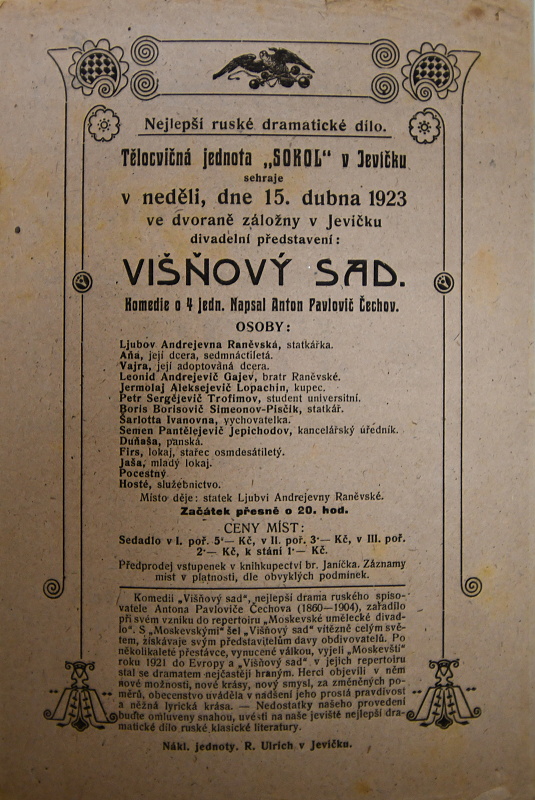 Nejlepší ruské dramatické dílo.
Tělocvičná jednota „SOKOL" v Jevíčku
sehraje
v neděli, dne 15. dubna 1923
ve dvoraně záložny v Jevíčku
divadelní představení:
VIŠŇOVÝ SAD.
Komedie o 4 jedn. Napsal Anton Pavlovič Čechov.
OSOBY:
Ljubov Andrejevna Raněvská, statkářka.
Aňa, její dcera, sedmnáctiletá.
Vajra, její adoptovaná dcera.
Leonid Andrejevič Gajev, bratr Raněvské.
Jermolaj Aleksejevič Lopachin, kupec.
Petr Sergějevič Trofimov, student universitní.
Boris Borisovič Simeonov-Pisčik, statkář.
Šarlotta Ivanovna, vychovatelka.
Semen Pantělejevič Jepichodov, kancelářský úředník.
Duňaša, panská.
Firs, lokaj, stařec osmdesátiletý.
Jaša, mladý lokaj.
Pocestný
Hosté, služebnictvo.
Místo děje: statek Ljubvi Andrejevny Raněvské.
Začátek přesně o 20. hod.
CENY MÍST:
Sedadlo v I. poř. 5·— Kč, v II. poř. 3·— Kč, v III. poř.
2·— Kč, k stání 1·— Kč.
Předprodej vstupenek v knihkupectví br. Janíčka. Záznamy
míst v platnosti, dle obvyklých podmínek.
Komedii „Višňový sad", nejlepší drama ruského spiso-
vatele Antona Pavloviče Čechova (1860—1904), zařadilo
při svém vzniku do repertoiru „Moskevské umělecké divad-
lo". S „Moskevskými" šel „Višňový sad" vítězně celým svě-
tem, získávaje svým představitelům davy obdivovatelů. Po
několikaleté přestávce, vynucené válkou, vyjeli „Moskevští"
roku 1921 do Evropy a „Višňový sad" v jejich repertoiru
stal se dramatem nejčastěji hraným. Herci objevili v něm
nové možnosti, nové krásy, nový smysl, za změněných po-
měrů, obecenstvo uváděla v nadšení jeho prostá pravdivost
a něžná lyrická krása. — Nedostatky našeho provedení
buďte omluveny snahou, uvésti na naše jeviště nejlepší dra-
matické dílo ruské klasické literatury.
Nákl. jednoty. R. Ulrich v Jevíčku.